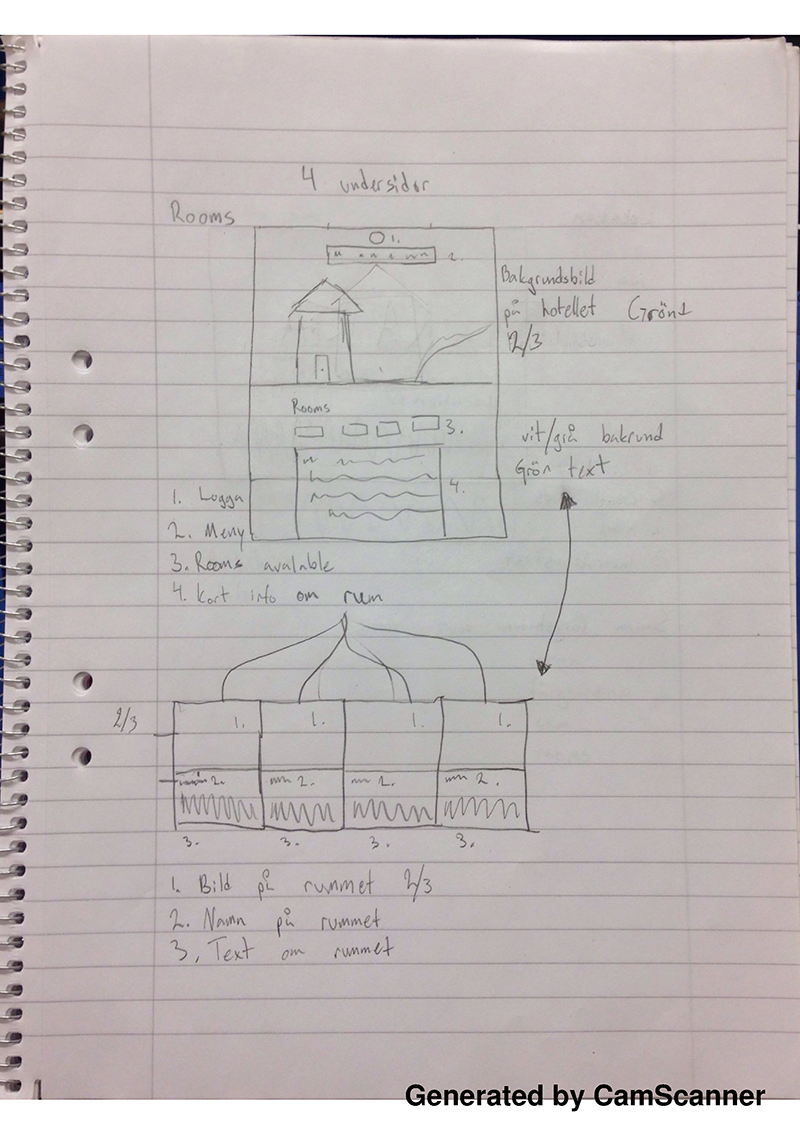 4 undersidor
Rooms
1.
2.
Bakgrundsbild
på hotellet Grönt
2/3
Rooms
3.
vit/grå bakrund
Grön text
4.
1. Logga
2. Meny
3. Rooms avalable
4. Kort info om rum
2/3
1. 1. 1. 1.
2. 2. 2. 2.
3. 3. 3. 3.
1. Bild på rummet 2/3
2. Namn på rummet
3. Text om rummet
Generated by CamScanner